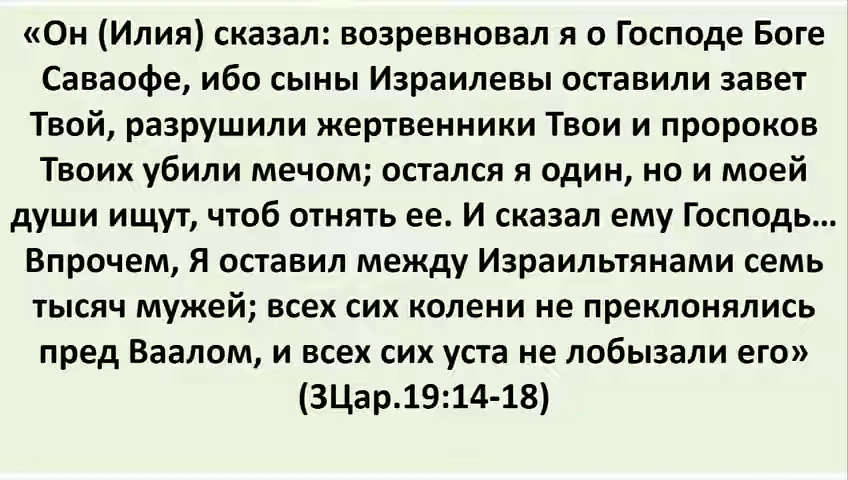 «Он (Илия) сказал: возревновал я о Господе Боге
Саваофе, ибо сыны Израилевы оставили завет
Твой, разрушили жертвенники Твои и пророков
Твоих убили мечом; остался я один, но и моей
души ищут, чтоб отнять ее. И сказал ему Господь...
Впрочем, Я оставил между Израильтянами семь
тысяч мужей; всех сих колени не преклонялись
пред Ваалом, и всех сих уста не лобызали его»
(3Цар.19:14-18)